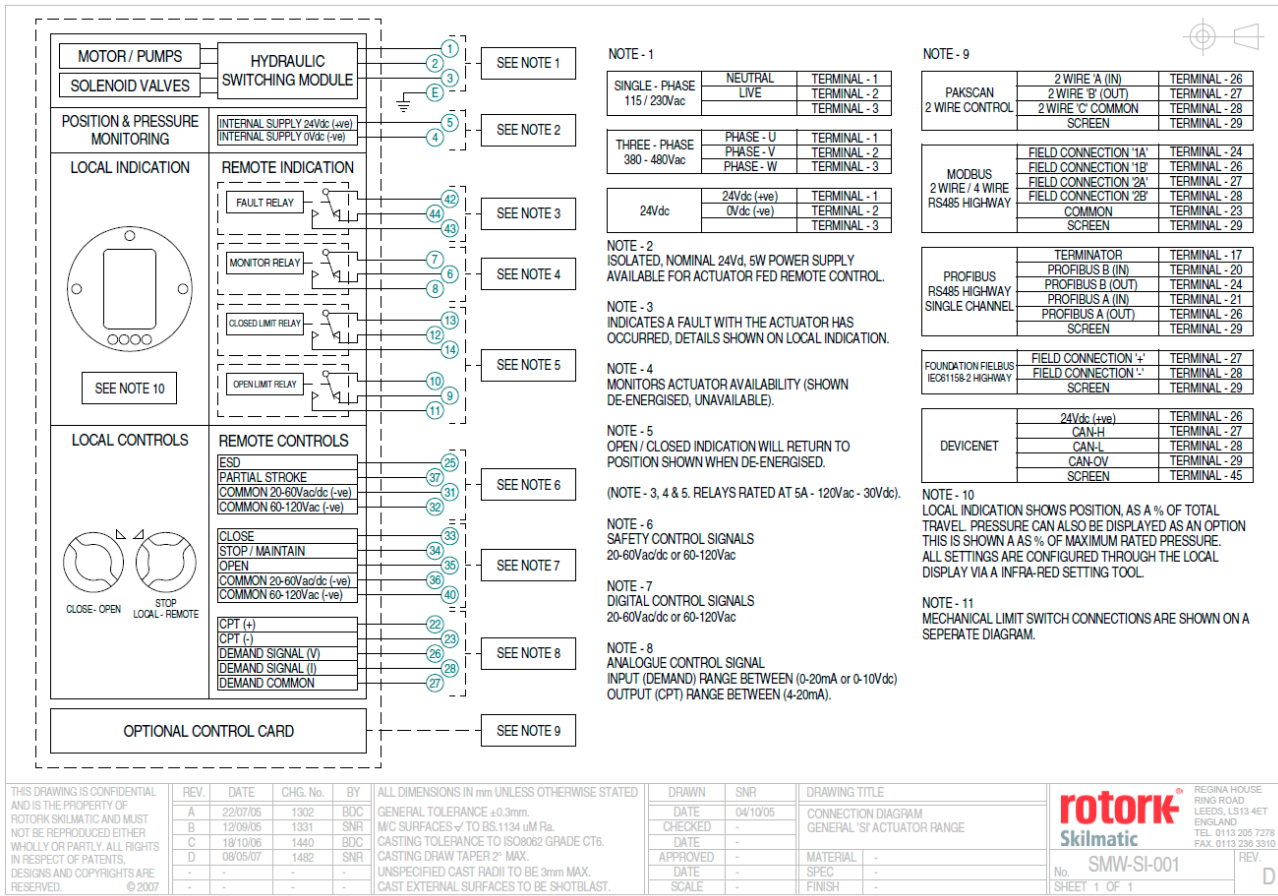 MOTOR / PUMPS
SOLENOID VALVES
HYDRAULIC
SWITCHING MODULE
1
2
3
E
SEE NOTE 1
POSITION & PRESSURE
MONITORING
INTERNAL SUPPLY 24Vdc (+ve)
INTERNAL SUPPLY 0Vdc (-ve)
5
4
SEE NOTE 2
LOCAL INDICATION
SEE NOTE 10
REMOTE INDICATION
FAULT RELAY
42
44
43
SEE NOTE 3
MONITOR RELAY
7
6
8
SEE NOTE 4
CLOSED LIMIT RELAY
13
12
14
SEE NOTE 5
OPEN LIMIT RELAY
10
9
11
LOCAL CONTROLS
CLOSE - OPEN
STOP
LOCAL - REMOTE
REMOTE CONTROLS
ESD
PARTIAL STROKE
COMMON 20-60Vac/dc (-ve)
COMMON 60-120Vac (-ve)
25
37
31
32
SEE NOTE 6
CLOSE
STOP / MAINTAIN
OPEN
COMMON 20-60Vac/dc (-ve)
COMMON 60-120Vac (-ve)
33
34
35
36
40
SEE NOTE 7
CPT (+)
CPT (-)
DEMAND SIGNAL (V)
DEMAND SIGNAL (I)
DEMAND COMMON
22
23
26
28
27
SEE NOTE 8
OPTIONAL CONTROL CARD
SEE NOTE 9
NOTE - 1
SINGLE - PHASE
115 / 230Vac
NEUTRAL TERMINAL - 1
LIVE TERMINAL - 2
TERMINAL - 3
THREE - PHASE
380 - 480Vac
PHASE - U TERMINAL - 1
PHASE - V TERMINAL - 2
PHASE - W TERMINAL - 3
24Vdc
24Vdc (+ve) TERMINAL - 1
0Vdc (-ve) TERMINAL - 2
TERMINAL - 3
NOTE - 2
ISOLATED, NOMINAL 24Vd, 5W POWER SUPPLY
AVAILABLE FOR ACTUATOR FED REMOTE CONTROL.
NOTE - 3
INDICATES A FAULT WITH THE ACTUATOR HAS
OCCURRED, DETAILS SHOWN ON LOCAL INDICATION.
NOTE - 4
MONITORS ACTUATOR AVAILABILITY (SHOWN
DE-ENERGISED, UNAVAILABLE).
NOTE - 5
OPEN / CLOSED INDICATION WILL RETURN TO
POSITION SHOWN WHEN DE-ENERGISED.
(NOTE - 3, 4 & 5. RELAYS RATED AT 5A - 120Vac - 30Vdc).
NOTE - 6
SAFETY CONTROL SIGNALS
20-60Vac/dc or 60-120Vac
NOTE - 7
DIGITAL CONTROL SIGNALS
20-60Vac/dc or 60-120Vac
NOTE - 8
ANALOGUE CONTROL SIGNAL
INPUT (DEMAND) RANGE BETWEEN (0-20mA or 0-10Vdc)
OUTPUT (CPT) RANGE BETWEEN (4-20mA).
NOTE - 9
PAKSCAN
2 WIRE CONTROL
2 WIRE 'A' (IN) TERMINAL - 26
2 WIRE 'B' (OUT) TERMINAL - 27
2 WIRE 'C' COMMON TERMINAL - 28
SCREEN TERMINAL - 29
MODBUS
2 WIRE / 4 WIRE
RS485 HIGHWAY
FIELD CONNECTION '1A' TERMINAL - 24
FIELD CONNECTION '1B' TERMINAL - 26
FIELD CONNECTION '2A' TERMINAL - 27
FIELD CONNECTION '2B' TERMINAL - 28
COMMON TERMINAL - 23
SCREEN TERMINAL - 29
PROFIBUS
RS485 HIGHWAY
SINGLE CHANNEL
TERMINATOR TERMINAL - 17
PROFIBUS B (IN) TERMINAL - 20
PROFIBUS B (OUT) TERMINAL - 24
PROFIBUS A (IN) TERMINAL - 21
PROFIBUS A (OUT) TERMINAL - 26
SCREEN TERMINAL - 29
FOUNDATION FIELBUS
IEC61158-2 HIGHWAY
FIELD CONNECTION '+' TERMINAL - 27
FIELD CONNECTION '-' TERMINAL - 28
SCREEN TERMINAL - 29
DEVICENET
24Vdc (+ve) TERMINAL - 26
CAN-H TERMINAL - 27
CAN-L TERMINAL - 28
CAN-OV TERMINAL - 29
SCREEN TERMINAL - 45
NOTE - 10
LOCAL INDICATION SHOWS POSITION, AS A % OF TOTAL
TRAVEL. PRESSURE CAN ALSO BE DISPLAYED AS AN OPTION
THIS IS SHOWN A AS % OF MAXIMUM RATED PRESSURE.
ALL SETTINGS ARE CONFIGURED THROUGH THE LOCAL
DISPLAY VIA A INFRA-RED SETTING TOOL.
NOTE - 11
MECHANICAL LIMIT SWITCH CONNECTIONS ARE SHOWN ON A
SEPERATE DIAGRAM.
THIS DRAWING IS CONFIDENTIAL
AND IS THE PROPERTY OF
ROTORK SKILMATIC AND MUST
NOT BE REPRODUCED EITHER
WHOLLY OR PARTLY. ALL RIGHTS
IN RESPECT OF PATENTS,
DESIGNS AND COPYRIGHTS ARE
RESERVED. © 2007
REV. DATE CHG. No. BY
A 22/07/05 1302 BDC
B 12/09/05 1331 SNR
C 18/10/06 1440 BDC
D 08/05/07 1482 SNR
- - - -
- - - -
ALL DIMENSIONS IN mm UNLESS OTHERWISE STATED
GENERAL TOLERANCE ±0.3mm.
M/C SURFACES √ TO BS.1134 uM Ra.
CASTING TOLERANCE TO ISO8062 GRADE CT6.
CASTING DRAW TAPER 2° MAX.
UNSPECIFIED CAST RADII TO BE 3mm MAX.
CAST EXTERNAL SURFACES TO BE SHOTBLAST.
DRAWN SNR
DATE 04/10/05
CHECKED -
DATE -
APPROVED -
DATE -
SCALE -
DRAWING TITLE
CONNECTION DIAGRAM
GENERAL 'SI' ACTUATOR RANGE
MATERIAL -
SPEC -
FINISH -
rotork®
Skilmatic
REGINA HOUSE
RING ROAD
LEEDS, LS13 4ET
ENGLAND
TEL. 0113 205 7278
FAX. 0113 236 3310
No. SMW-SI-001
REV.
D
SHEET 1 OF 1